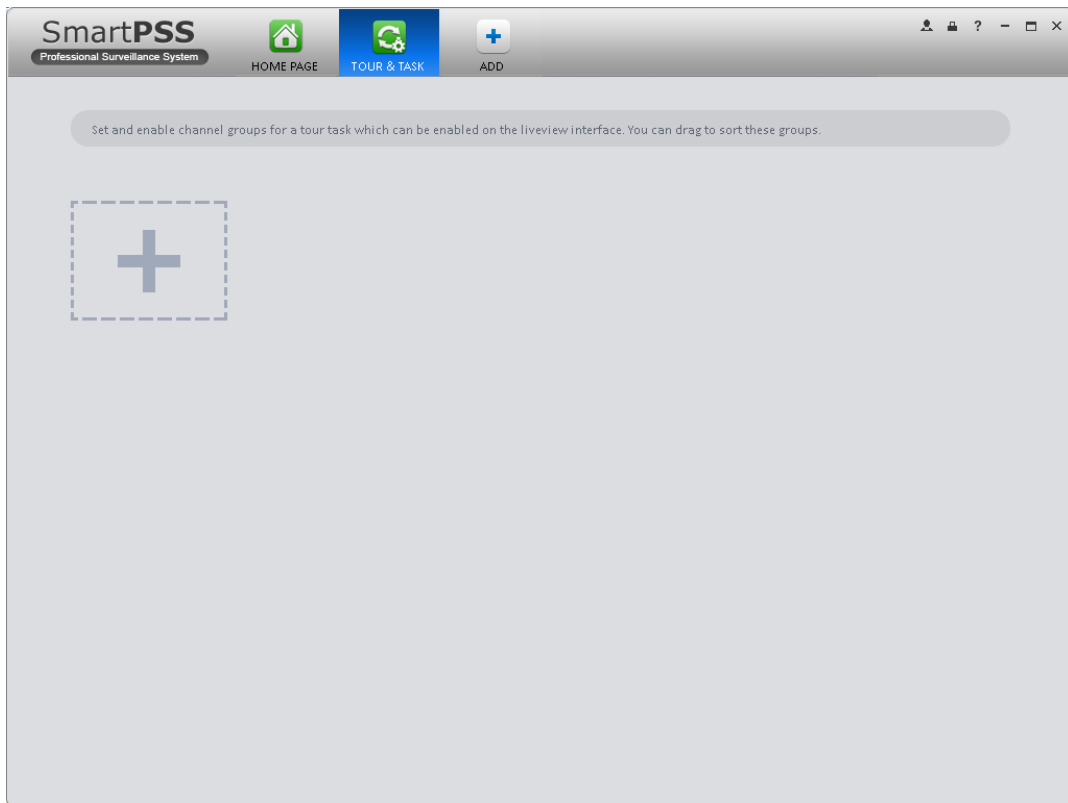 SmartPSS
Professional Surveillance System
HOME PAGE
TOUR & TASK
ADD
?
Set and enable channel groups for a tour task which can be enabled on the liveview interface. You can drag to sort these groups.